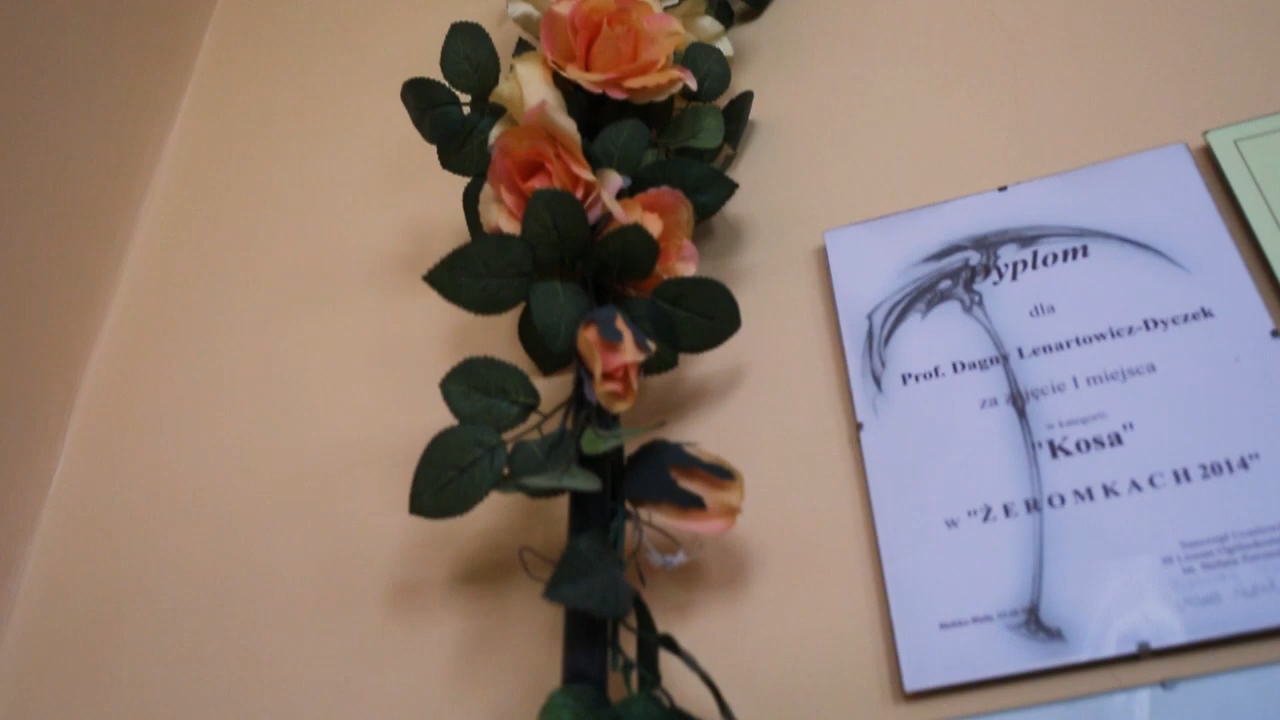 Dyplom
dla
Prof. Dagny Lenartowicz-Dyczek
za zajęcie I miejsca
w kategorii
"Kosa"
w "ŻEROMKACH 2014"